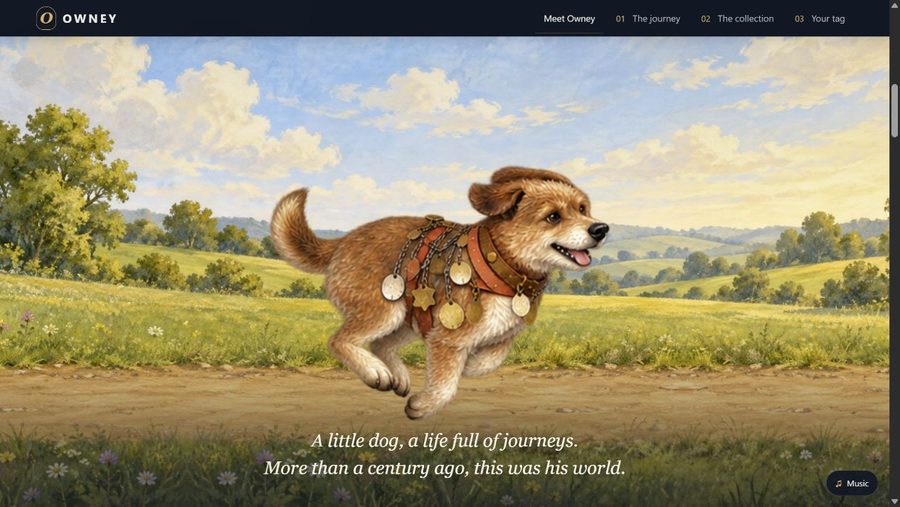 O OWNEY
Meet Owney
01 The journey
02 The collection
03 Your tag
A little dog, a life full of journeys.
More than a century ago, this was his world.
Music